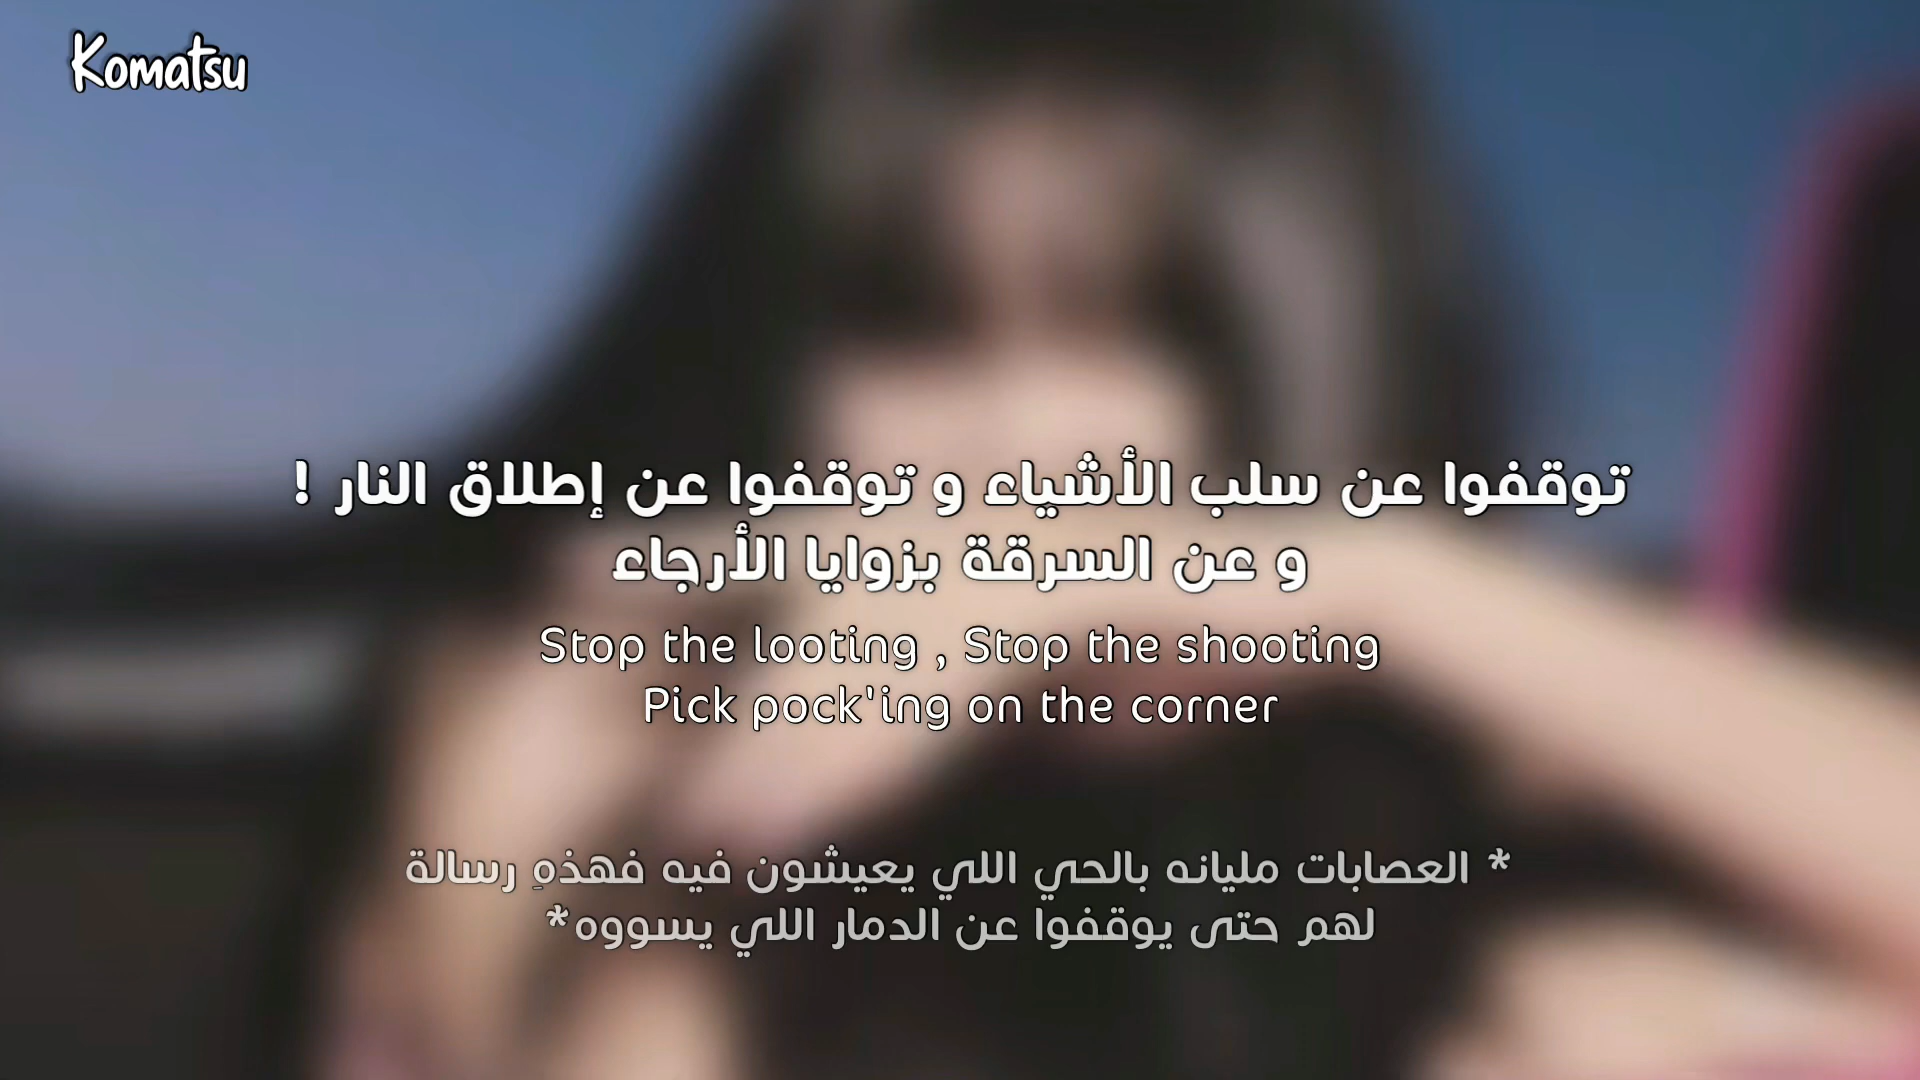 Komatsu
توقفوا عن سلب الأشياء و توقفوا عن إطلاق النار !
و عن السرقة بزوايا الأرجاء
Stop the looting , Stop the shooting
Pick pock'ing on the corner
* العصابات مليانه بالحي اللي يعيشون فيه فهذهِ رسالة
لهم حتى يوقفوا عن الدمار اللي يسووه*